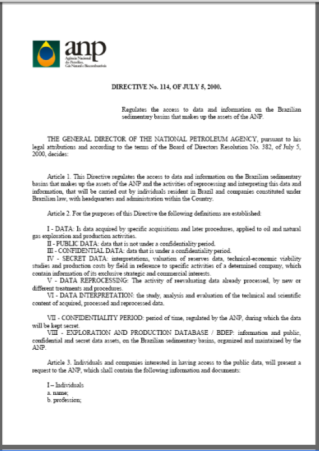 anp
Agência Nacional
do Petróleo,
Gás Natural e Biocombustíveis
DIRECTIVE No. 114, OF JULY 5, 2000.
Regulates the access to data and information on the Brazilian
sedimentary basins that makes up the assets of the ANP.
THE GENERAL DIRECTOR OF THE NATIONAL PETROLEUM AGENCY, pursuant to his
legal attributions and according to the terms of the Board of Directors Resolution No. 382, of July 5,
2000, decides:
Article 1. This Directive regulates the access to data and information on the Brazilian sedimentary
basins that makes up the assets of ANP and the activities of reprocessing and interpreting this data and
information, that will be carried out by individuals resident in Brazil and companies constituted under
Brazilian law, with headquarters and administration within the Country.
Article 2. For the purposes of this Directive the following definitions are established:
I - DATA: Is data acquired by specific acquisitions and later procedures, applied to oil and natural
gas exploration and production activities.
II - PUBLIC DATA: data that is not under a confidentiality period.
III - CONFIDENTIAL DATA: data that is under a confidentiality period.
IV - SECRET DATA: interpretations, valuation of reserves data, technical-economic viability
studies and production costs by field in reference to specific activities of a determined company, which
contain information of its exclusive strategic and commercial interests.
V - DATA REPROCESSING: The activity of reevaluating data already processed, by new or
different treatments and procedures.
VI - DATA INTERPRETATION: the study, analysis and evaluation of the technical and scientific
content of acquired, processed and reprocessed data.
VII - CONFIDENTIALITY PERIOD: period of time, regulated by the ANP, during which the data
will be kept secret.
VIII - EXPLORATION AND PRODUCTION DATABASE / BDEP: information and public,
confidential and secret data assets, on the Brazilian sedimentary basins, organized and maintained by the
ANP.
Article 3. Individuals and companies interested in having access to the public data, will present a
request to the ANP, which shall contain the following information and documents:
I – Individuals
a. name;
b. profession;